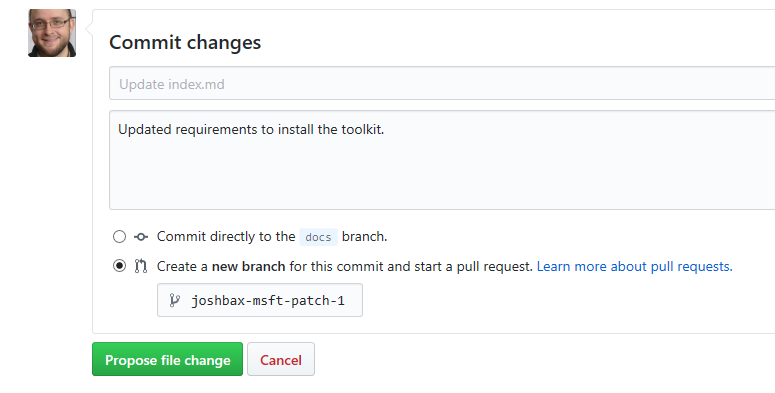 Commit changes
Update index.md
Updated requirements to install the toolkit.
Commit directly to the docs branch.
Create a new branch for this commit and start a pull request. Learn more about pull requests.
joshbax-msft-patch-1
Propose file change Cancel